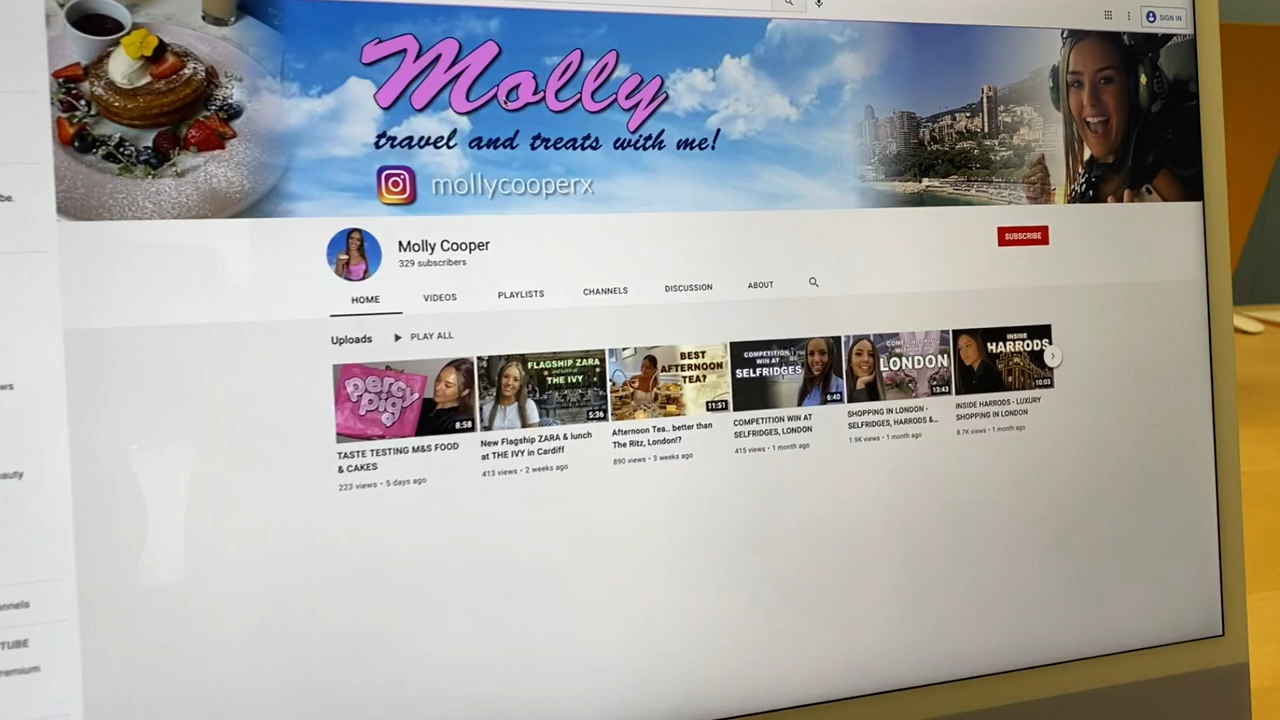 SIGN IN
Molly
travel and treats with me!
mollycooperx
Molly Cooper
329 subscribers
SUBSCRIBE
HOME
VIDEOS
PLAYLISTS
CHANNELS
DISCUSSION
ABOUT
Uploads
PLAY ALL
percy pig
8:58
FLAGSHIP ZARA
THE IVY
5:36
BEST
AFTERNOON
TEA?
11:51
COMPETITION
WIN AT
SELFRIDGES
6:40
LONDON
13:43
INSIDE
HARRODS
10:03
TASTE TESTING M&S FOOD
& CAKES
223 views • 5 days ago
New Flagship ZARA & lunch
at THE IVY in Cardiff
413 views • 2 weeks ago
Afternoon Tea.. better than
The Ritz, London!?
890 views • 3 weeks ago
COMPETITION WIN AT
SELFRIDGES, LONDON
415 views • 1 month ago
SHOPPING IN LONDON -
SELFRIDGES, HARRODS &...
1.9K views • 1 month ago
INSIDE HARRODS - LUXURY
SHOPPING IN LONDON
8.7K views • 1 month ago
be.
ws
auty
nnels
TUBE
remium